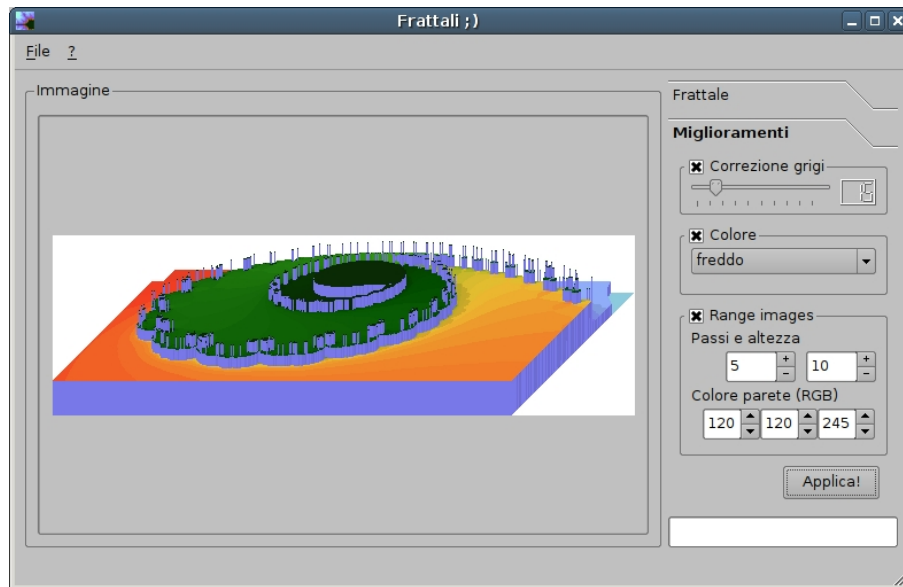 Frattali ;)
File ?
Immagine
Frattale
Miglioramenti
Correzione grigi
15
Colore
freddo
Range images
Passi e altezza
5 10
Colore parete (RGB)
120 120 245
Applica!